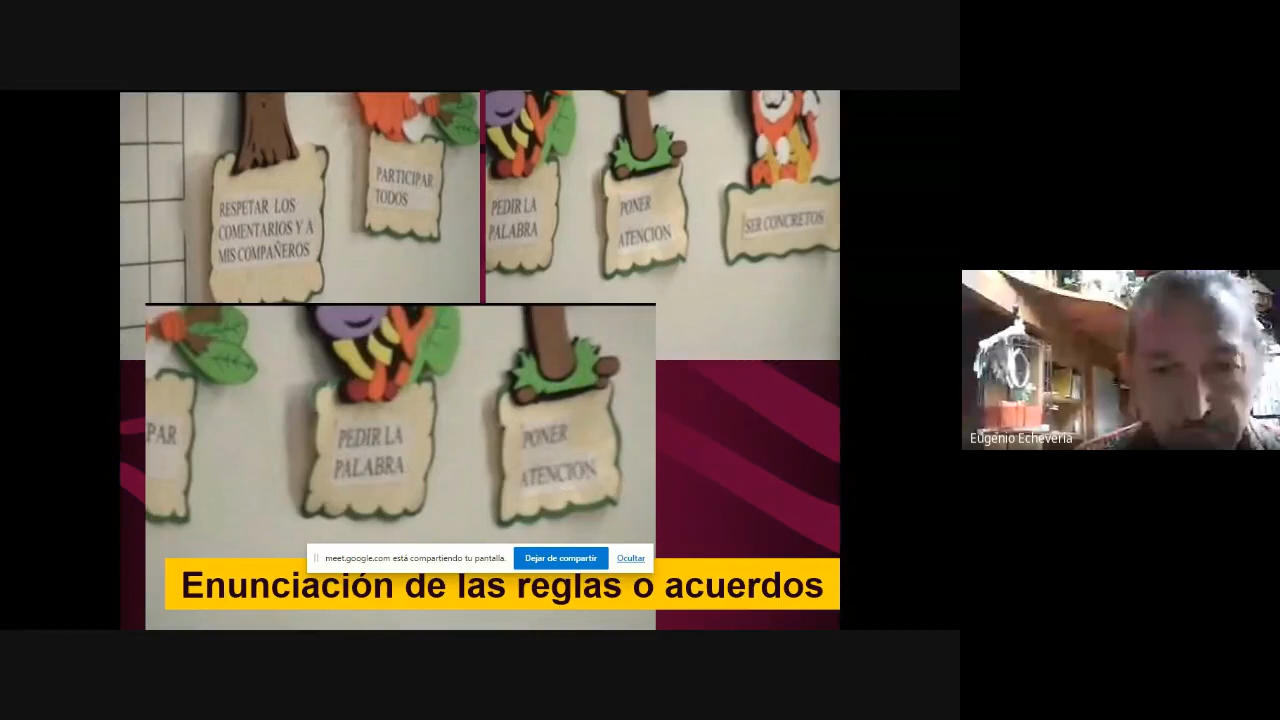 RESPETAR LOS
COMENTARIOS Y A
MIS COMPAÑEROS
PARTICIPAR
TODOS
PEDIR LA
PALABRA
PONER
ATENCION
SER CONCRETOS
PAR
PEDIR LA
PALABRA
PONER
ATENCION
meet.google.com está compartiendo tu pantalla.
Dejar de compartir
Ocultar
Enunciación de las reglas o acuerdos
Eugenio Echeverria